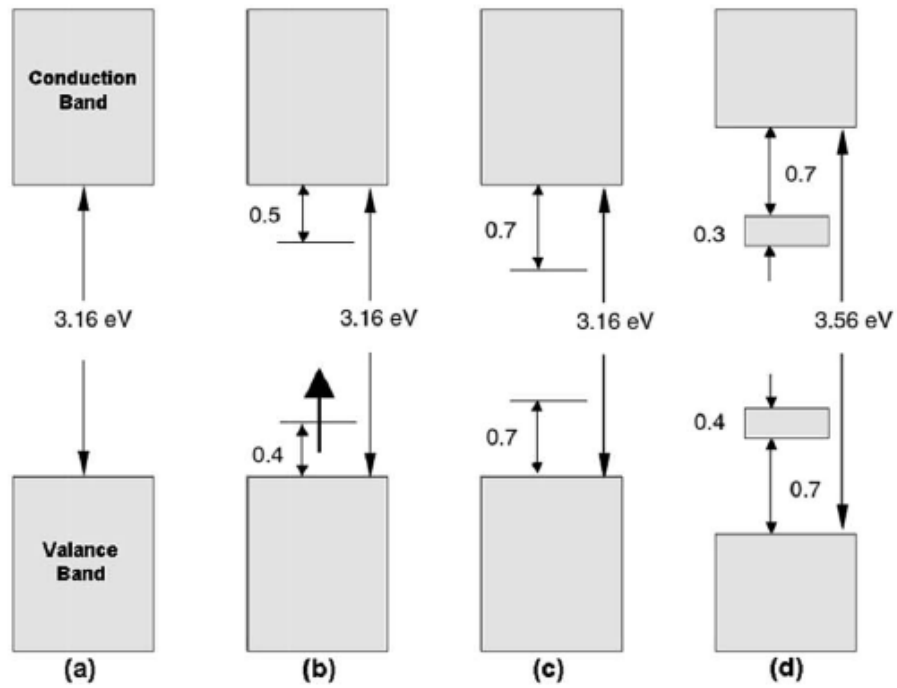 Conduction
Band
0.5
0.7
0.7
0.3
3.16 eV
3.16 eV
3.16 eV
3.56 eV
0.4
0.7
0.4
0.7
Valance
Band
(a)
(b)
(c)
(d)